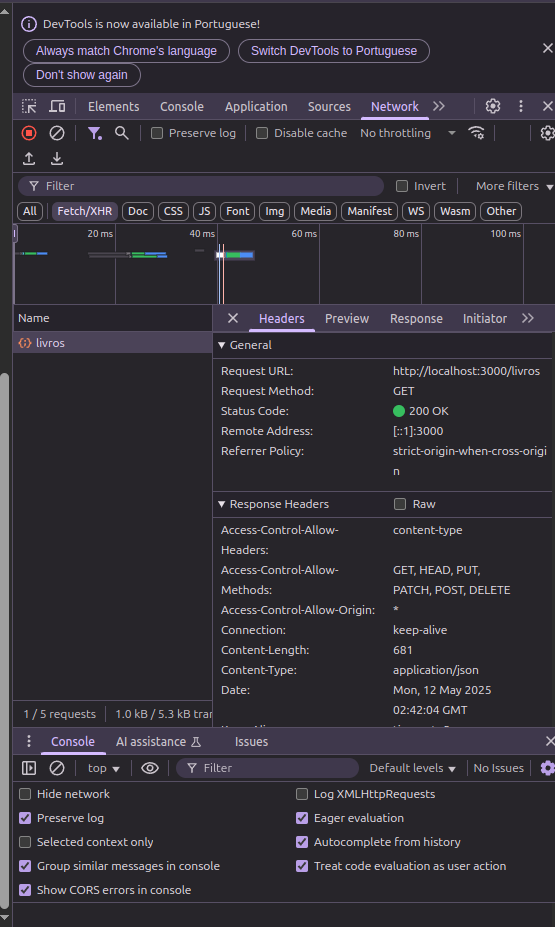 DevTools is now available in Portuguese!
Always match Chrome's language
Switch DevTools to Portuguese
Don't show again
Elements
Console
Application
Sources
Network
Preserve log
Disable cache
No throttling
Filter
Invert
More filters
All
Fetch/XHR
Doc
CSS
JS
Font
Img
Media
Manifest
WS
Wasm
Other
20 ms
40 ms
60 ms
80 ms
100 ms
Name
Headers
Preview
Response
Initiator
livros
General
Request URL:
http://localhost:3000/livros
Request Method:
GET
Status Code:
200 OK
Remote Address:
[::1]:3000
Referrer Policy:
strict-origin-when-cross-origi
n
Response Headers
Raw
Access-Control-Allow-
Headers:
content-type
Access-Control-Allow-
Methods:
GET, HEAD, PUT,
PATCH, POST, DELETE
Access-Control-Allow-Origin:
*
Connection:
keep-alive
Content-Length:
681
Content-Type:
application/json
Date:
Mon, 12 May 2025
02:42:04 GMT
1 / 5 requests
1.0 kB / 5.3 kB tra
Console
AI assistance
Issues
top
Filter
Default levels
No Issues
Hide network
Log XMLHttpRequests
Preserve log
Eager evaluation
Selected context only
Autocomplete from history
Group similar messages in console
Treat code evaluation as user action
Show CORS errors in console